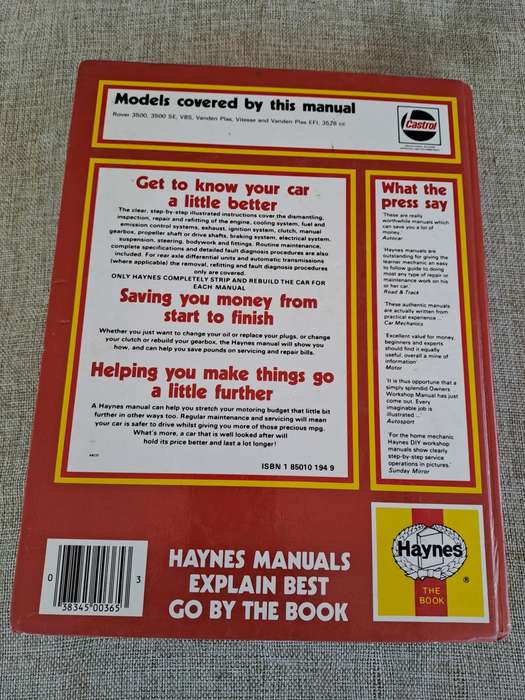 Models covered by this manual
Rover 3500, 3500 SE, V8S, Vanden Plas, Vitesse and Vanden Plas EFI. 3528 cc
Castrol
Get to know your car
a little better
The clear, step-by-step illustrated instructions cover the dismantling,
inspection, repair and refitting of the engine, cooling system, fuel and
emission control systems, exhaust, ignition system, clutch, manual
gearbox, propeller shaft or drive shafts, braking system, electrical system,
suspension, steering, bodywork and fittings. Routine maintenance,
complete specifications and detailed fault diagnosis procedures are also
included. For rear axle differential units and automatic transmissions
(where applicable) the removal, refitting and fault diagnosis procedures
only are covered.
ONLY HAYNES COMPLETELY STRIP AND REBUILD THE CAR FOR
EACH MANUAL
Saving you money from
start to finish
Whether you just want to change your oil or replace your plugs, or change
your clutch or rebuild your gearbox, the Haynes manual will show you
how, and can help you save pounds on servicing and repair bills.
Helping you make things go
a little further
A Haynes manual can help you stretch your motoring budget that little bit
further in other ways too. Regular maintenance and servicing will mean
your car is safer to drive whilst giving you more of those precious mpg.
What's more, a car that is well looked after will
hold its price better and last a lot longer!
ISBN 1 85010 194 9
What the
press say
'These are really
worthwhile manuals which
can save you a lot of
money.'
Autocar
'Haynes manuals are
outstanding for giving the
learner mechanic an easy
to follow guide to doing
most any type of repair or
maintenance work on his
or her car.'
Road & Track
'These authentic manuals
are actually written from
practical experience ...'
Car Mechanics
'Excellent value for money,
beginners and experts
should find it equally
useful, overall a mine of
information'
Motor
'It is thus opportune that a
simply splendid Owners
Workshop Manual has just
come out. Every
imaginable job is
illustrated ...'
Autosport
'For the home mechanic
Haynes DIY workshop
manuals show clearly
step-by-step service
operations in pictures.'
Sunday Mirror
0 38345 00365 3
HAYNES MANUALS
EXPLAIN BEST
GO BY THE BOOK
Haynes
®
THE
BOOK